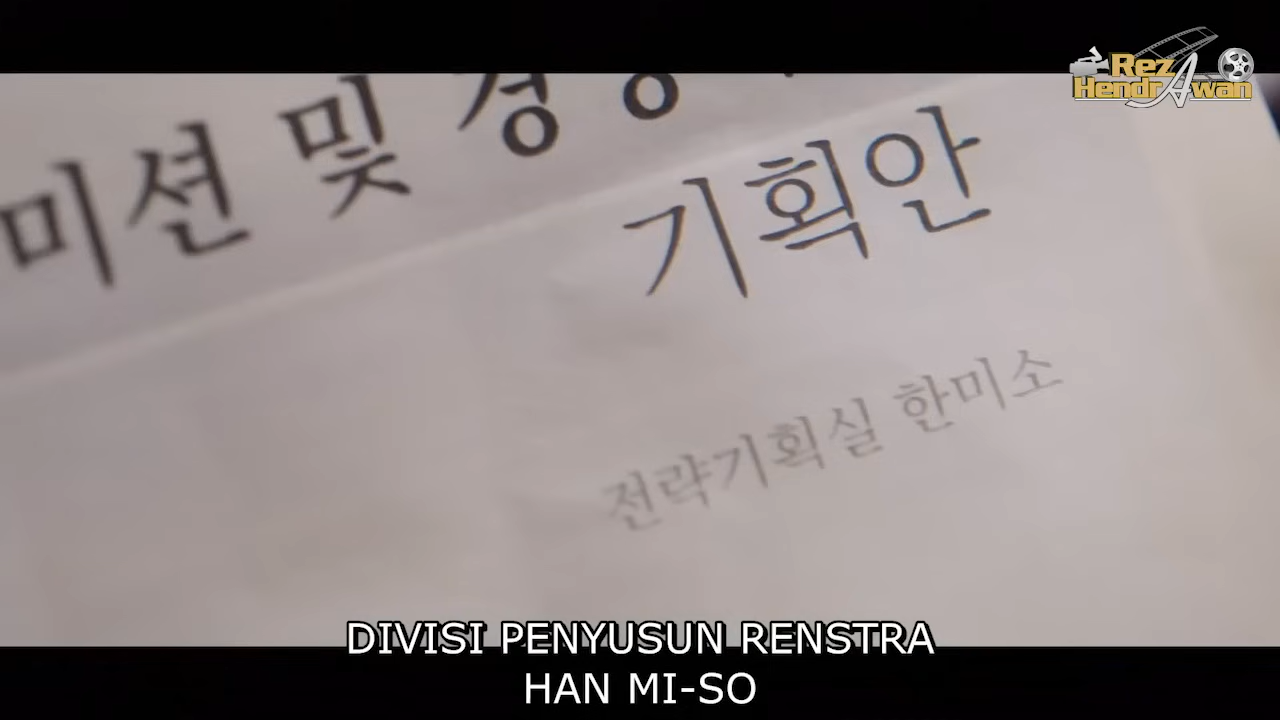 Rez
HendrAwan
미션 및 경
기획안
전략기획실 한미소
DIVISI PENYUSUN RENSTRA
HAN MI-SO